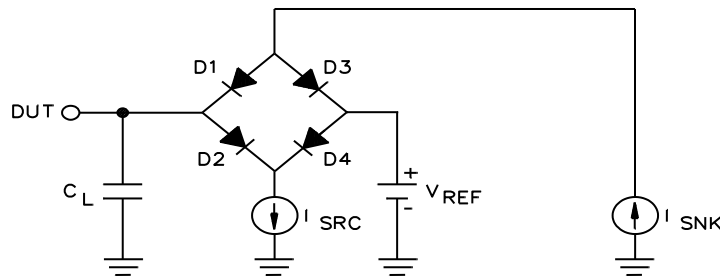 D1
D3
DUT
D2
D4
C L
+
V REF
-
I SRC
I SNK